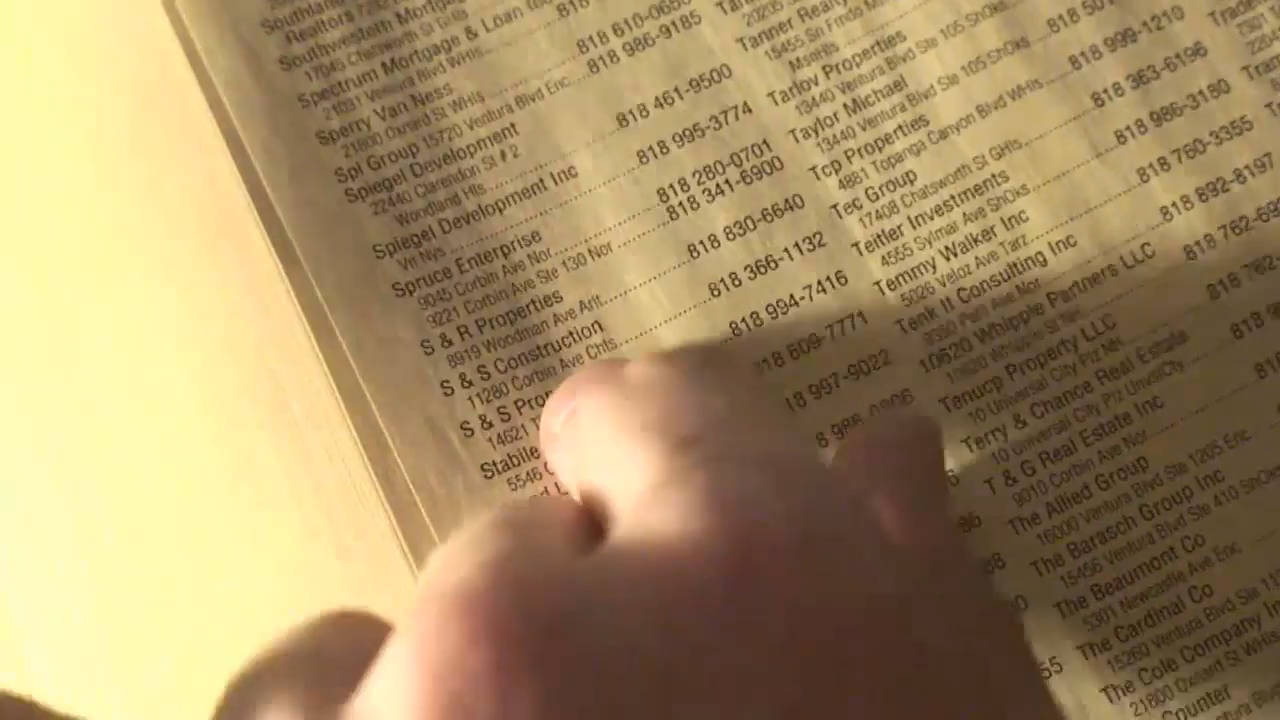 Southwestern Mortgage
17045 Chatsworth St G Hls
818 610-0650
Spectrum Mortgage & Loan
21031 Ventura Blvd WHls
818 986-9185
Sperry Van Ness
21800 Oxnard St WHls
Spl Group 15720 Ventura Blvd Enc
818 461-9500
Spiegel Development
22440 Clarendon St # 2
Woodland Hls
818 995-3774
Spiegel Development Inc
Vn Nys
818 280-0701
Spruce Enterprise
9045 Corbin Ave Nor
818 341-6900
9221 Corbin Ave Ste 130 Nor
818 830-6640
S & R Properties
8919 Woodman Ave Arlt
818 366-1132
S & S Construction
11280 Corbin Ave Chts
818 994-7416
S & S
14621
818 609-7771
Stabile
5546
18 997-9022
Tanner Realty
15455 Sn Frndo M
MsnHls
Tarlov Properties
13440 Ventura Blvd Ste 105 ShOks
Taylor Michael
13440 Ventura Blvd Ste 105 ShOks
818 999-1210
Tcp Properties
4881 Topanga Canyon Blvd WHls
818 363-6196
Tec Group
17408 Chatsworth St GHls
818 986-3180
Teitler Investments
4555 Sylmar Ave ShOks
818 760-3355
Temmy Walker Inc
5026 Veloz Ave Tarz
818 892-8197
Tenk It Consulting Inc
10620 Whipple Partners LLC
Tenucp Property LLC
10 Universal City Plz NH
Terry & Chance Real Estate
10 Universal City Plz UnvslCty
T & G Real Estate Inc
9010 Corbin Ave Nor
The Allied Group
16000 Ventura Blvd Ste 1205 Enc
The Barasch Group Inc
15456 Ventura Blvd Ste 410 ShOks
The Beaumont Co
5301 Newcastle Ave Enc
The Cardinal Co
15260 Ventura Blvd Ste
The Cole Company
21800 Oxnard St WHls
Counter